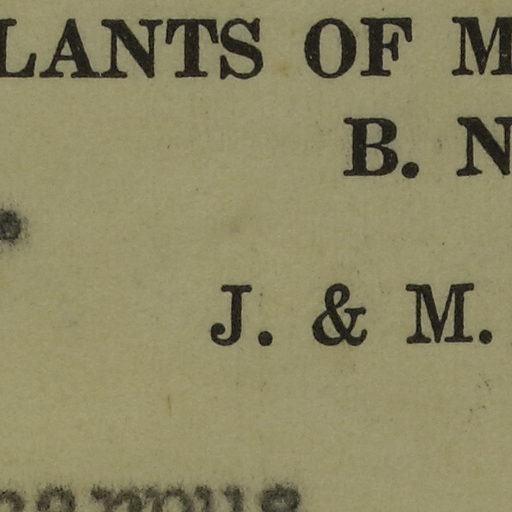 LANTS OF M
B. N
J. & M.